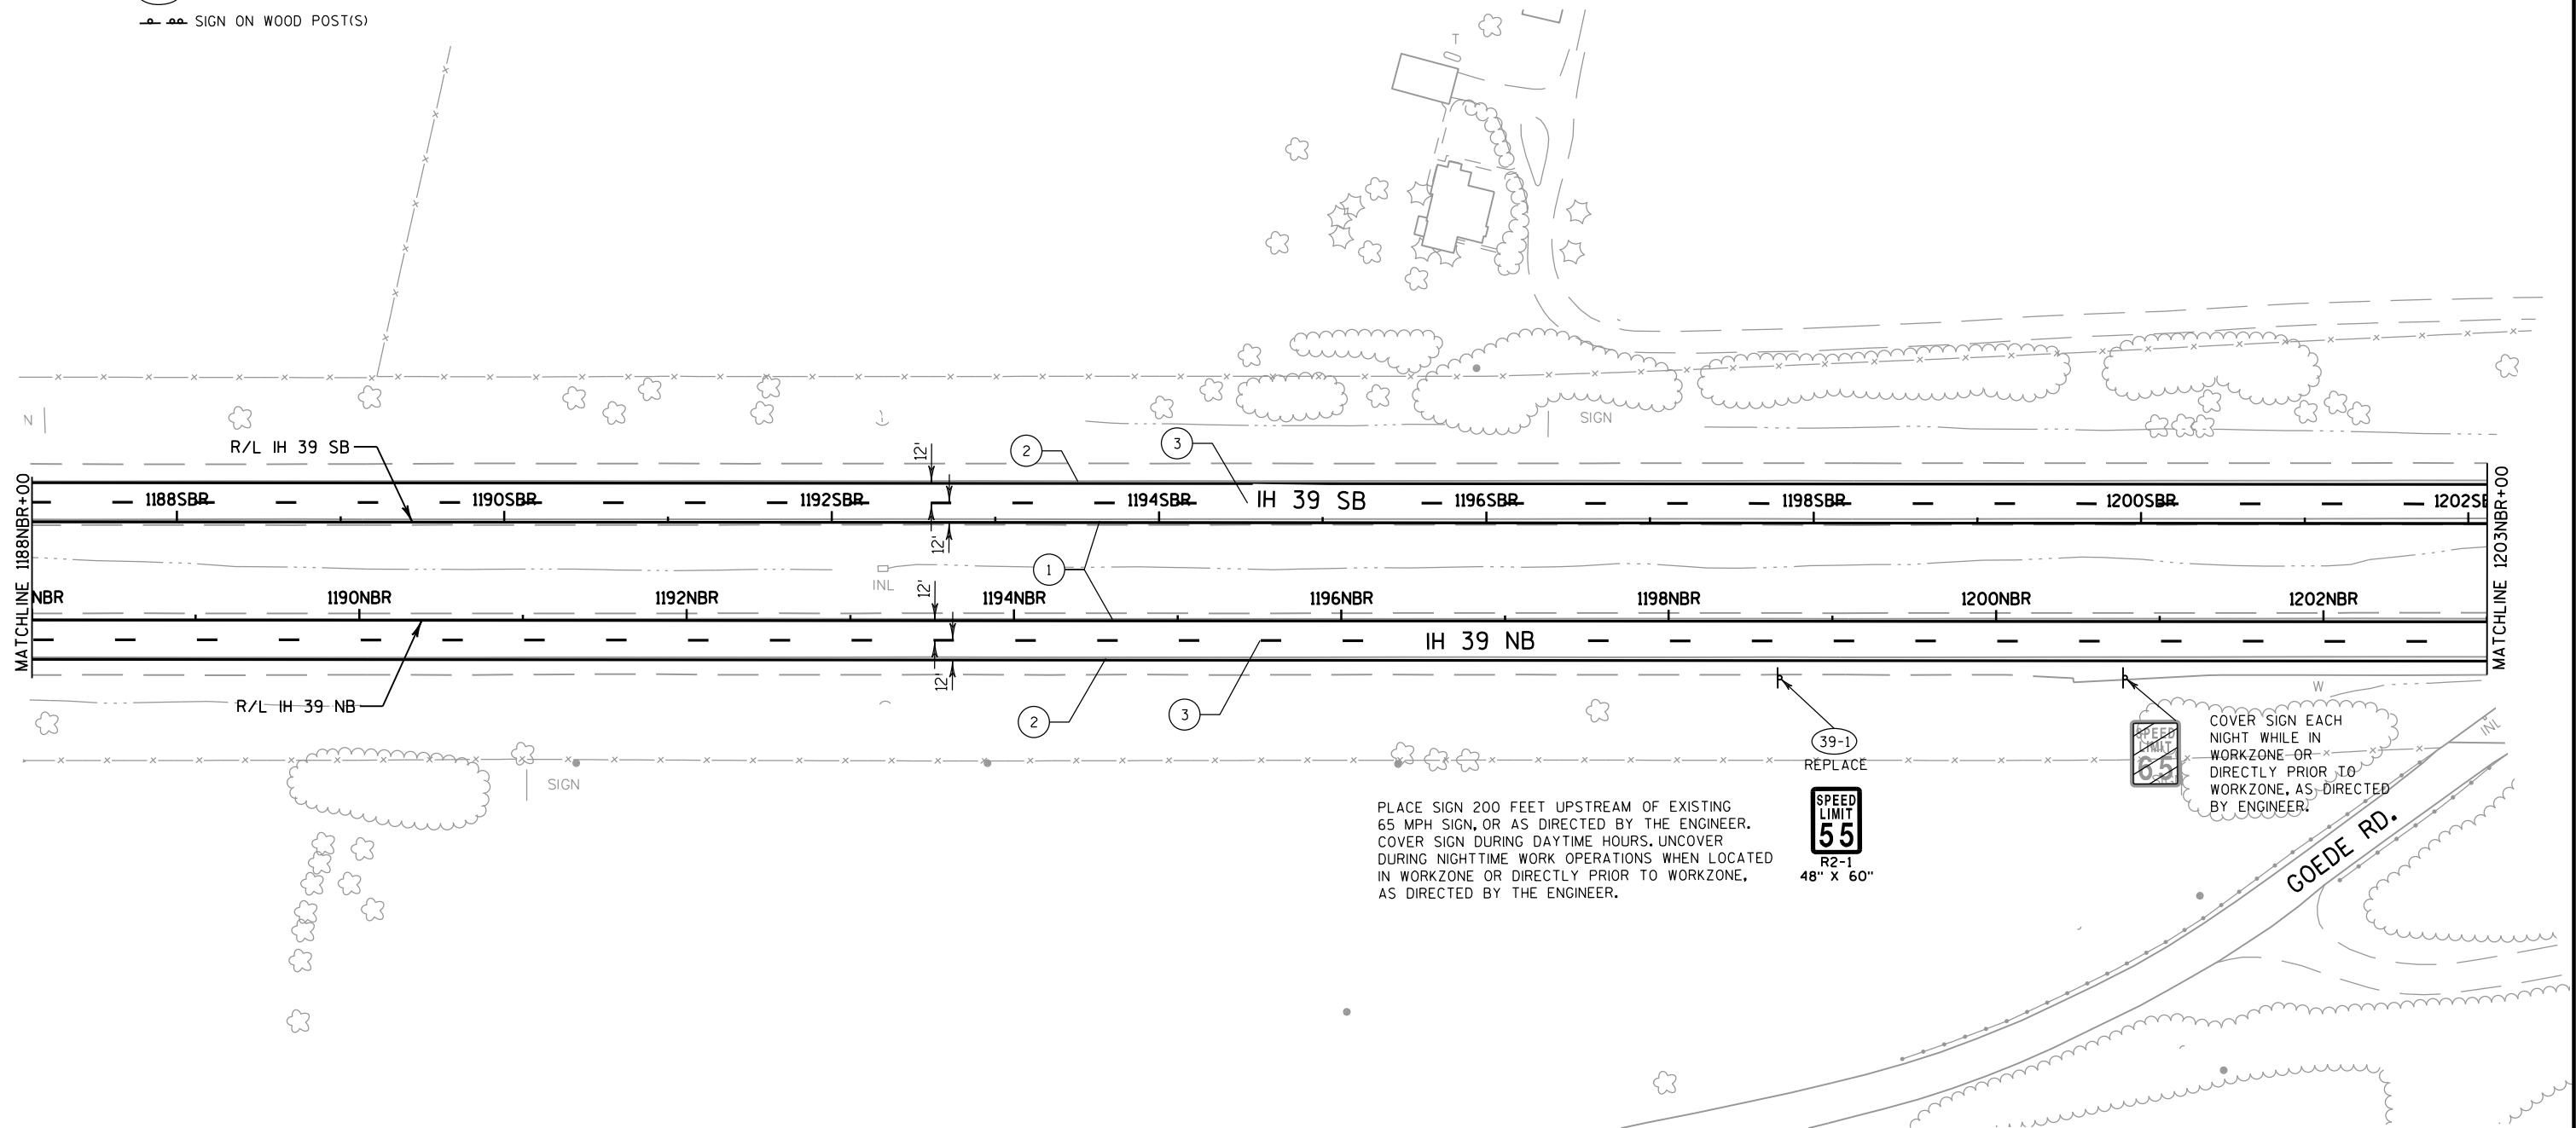 SIGN ON WOOD POST(S)
T
N
SIGN
R/L IH 39 SB
12'
2
3
MATCHLINE 1188NBR+00
1188SBR
1190SBR
1192SBR
1194SBR
IH 39 SB
1196SBR
1198SBR
1200SBR
1202SB
MATCHLINE 1203NBR+00
12'
1
INL
12'
NBR
1190NBR
1192NBR
1194NBR
1196NBR
1198NBR
1200NBR
1202NBR
IH 39 NB
12'
R/L IH 39 NB
2
3
W
INL
39-1
REPLACE
SIGN
SPEED
LIMIT
65
COVER SIGN EACH
NIGHT WHILE IN
WORKZONE OR
DIRECTLY PRIOR TO
WORKZONE, AS DIRECTED
BY ENGINEER.
PLACE SIGN 200 FEET UPSTREAM OF EXISTING
65 MPH SIGN, OR AS DIRECTED BY THE ENGINEER.
COVER SIGN DURING DAYTIME HOURS. UNCOVER
DURING NIGHTTIME WORK OPERATIONS WHEN LOCATED
IN WORKZONE OR DIRECTLY PRIOR TO WORKZONE,
AS DIRECTED BY THE ENGINEER.
SPEED
LIMIT
55
R2-1
48" X 60"
GOEDE RD.